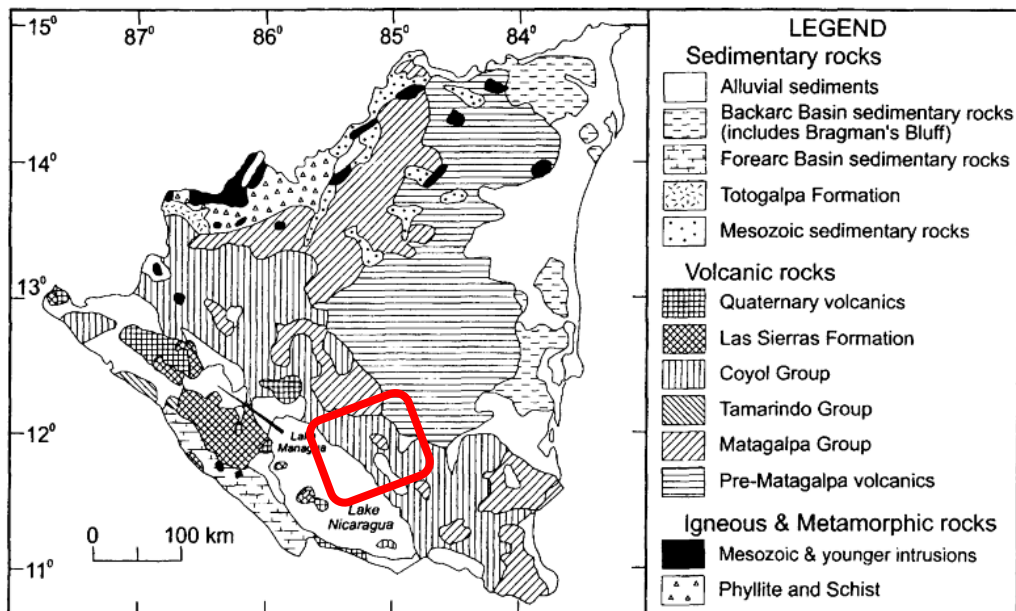 15°
87°
86°
85°
84°
14°
13°
12°
11°
Lake
Managua
Lake
Nicaragua
0 100 km
LEGEND
Sedimentary rocks
Alluvial sediments
Backarc Basin sedimentary rocks
(includes Bragman's Bluff)
Forearc Basin sedimentary rocks
Totogalpa Formation
Mesozoic sedimentary rocks
Volcanic rocks
Quaternary volcanics
Las Sierras Formation
Coyol Group
Tamarindo Group
Matagalpa Group
Pre-Matagalpa volcanics
Igneous & Metamorphic rocks
Mesozoic & younger intrusions
Phyllite and Schist